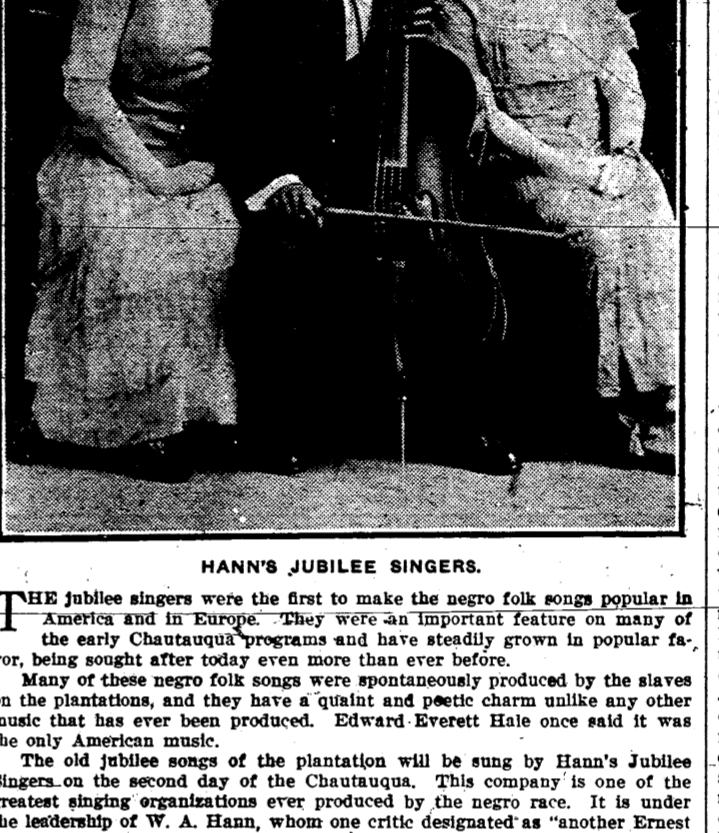 HANN'S JUBILEE SINGERS.
THE jubilee singers were the first to make the negro folk songs popular in
America and in Europe. They were an important feature on many of
the early Chautauqua programs and have steadily grown in popular fa-
vor, being sought after today even more than ever before.
Many of these negro folk songs were spontaneously produced by the slaves
on the plantations, and they have a quaint and poetic charm unlike any other
music that has ever been produced. Edward Everett Hale once said it was
the only American music.
The old jubilee songs of the plantation will be sung by Hann's Jubilee
Singers on the second day of the Chautauqua. This company is one of the
greatest singing organizations ever produced by the negro race. It is under
the leadership of W. A. Hann, whom one critic designated as "another Ernest